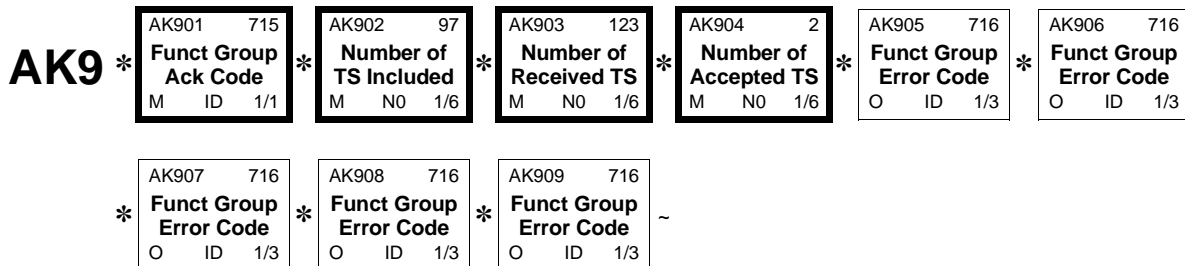 AK901 715 AK902 97 AK903 123 AK904 2 AK905 716 AK906 716
AK9 * Funct Group * Number of * Number of * Number of * Funct Group * Funct Group
Ack Code TS Included Received TS Accepted TS Error Code Error Code
M ID 1/1 M N0 1/6 M N0 1/6 M N0 1/6 O ID 1/3 O ID 1/3
AK907 716 AK908 716 AK909 716
* Funct Group * Funct Group * Funct Group ~
Error Code Error Code Error Code
O ID 1/3 O ID 1/3 O ID 1/3